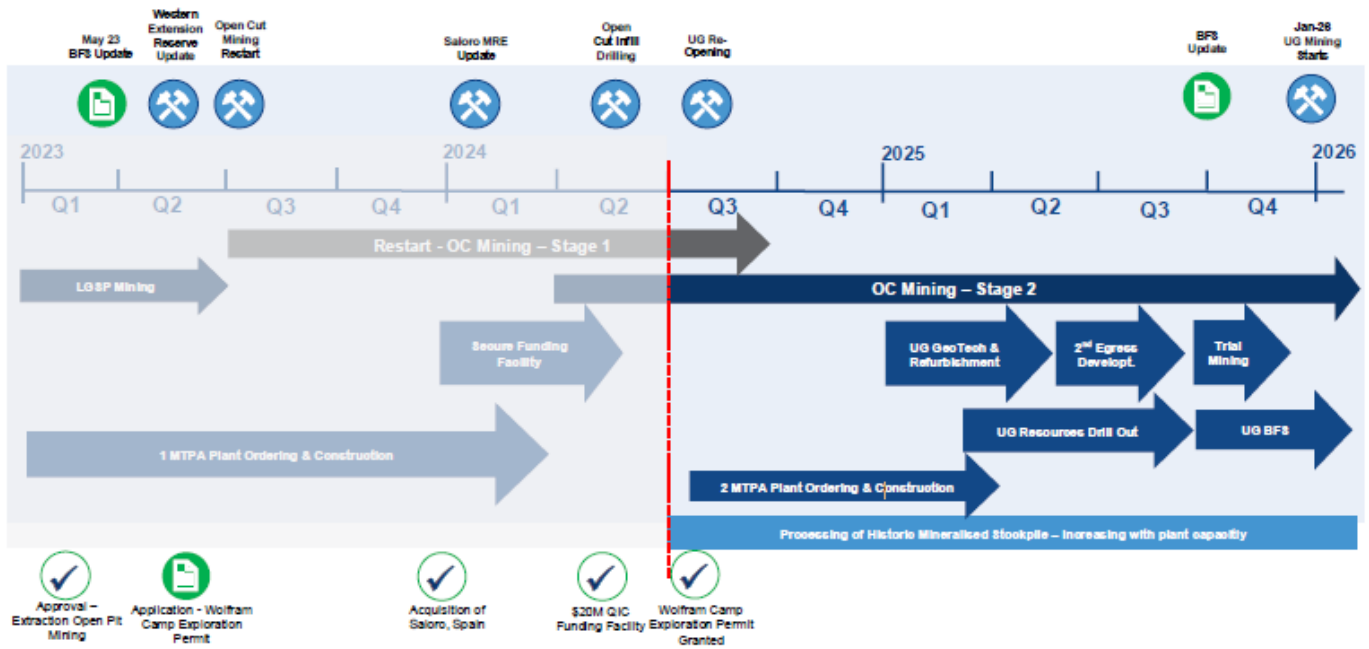 May 23
BFS Update
Western
Extension
Reserve
Update
Open Cut
Mining
Restart
Saloro MRE
Update
Open
Cut Infill
Drilling
UG Re-
Opening
BFS
Update
Jan-26
UG Mining
Starts
2023
2024
2025
2026
Q1
Q2
Q3
Q4
Q1
Q2
Q3
Q4
Q1
Q2
Q3
Q4
Restart - OC Mining – Stage 1
LGSP Mining
OC Mining – Stage 2
Secure Funding
Facility
UG GeoTech &
Refurbishment
2nd Egress
Developt.
Trial
Mining
1 MTPA Plant Ordering & Construction
UG Resources Drill Out
UG BFS
2 MTPA Plant Ordering & Construction
Processing of Historic Mineralised Stockpile – Increasing with plant capacity
Approval –
Extraction Open Pit
Mining
Application - Wolfram
Camp Exploration
Permit
Acquisition of
Saloro, Spain
$20M QIC
Funding Facility
Wolfram Camp
Exploration Permit
Granted